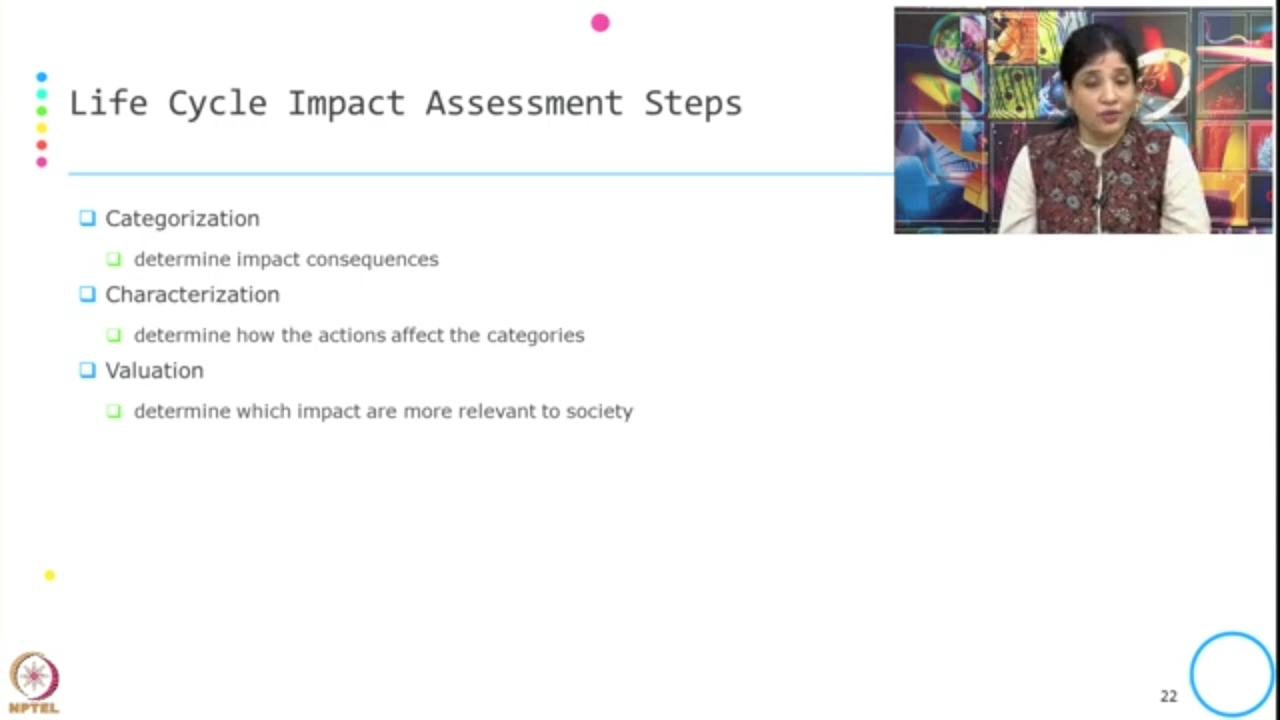 Life Cycle Impact Assessment Steps
Categorization
determine impact consequences
Characterization
determine how the actions affect the categories
Valuation
determine which impact are more relevant to society
NPTEL
22